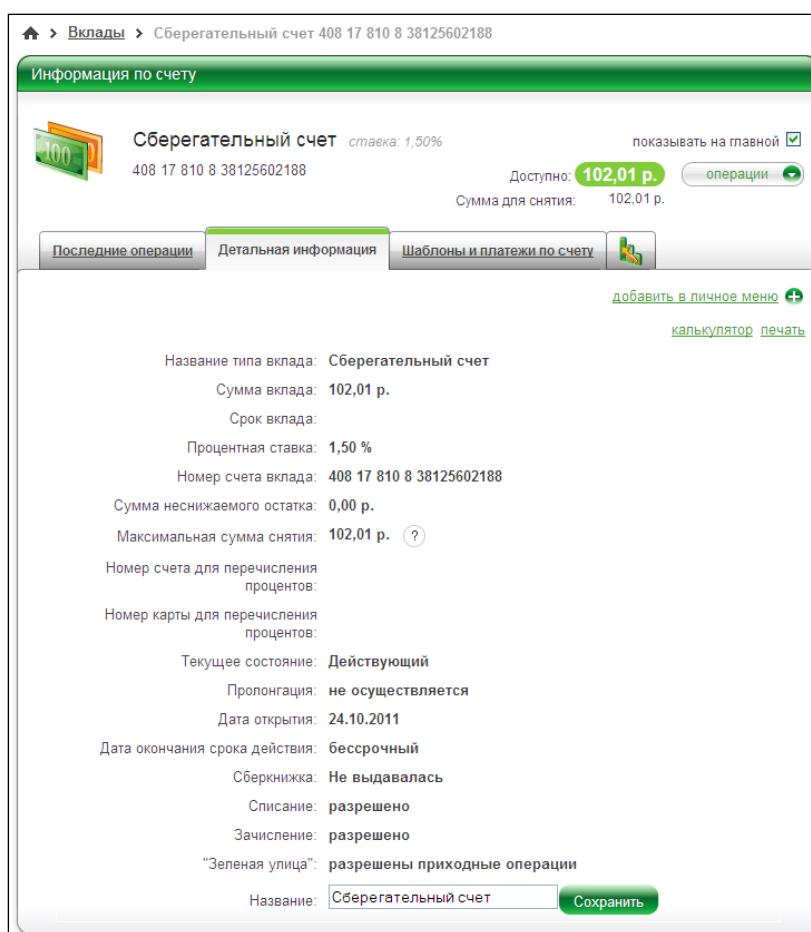 Вклады > Сберегательный счет 408 17 810 8 38125602188
Информация по счету
Сберегательный счет ставка: 1,50%
показывать на главной
408 17 810 8 38125602188
Доступно: 102,01 р.
операции
Сумма для снятия: 102,01 р.
Последние операции
Детальная информация
Шаблоны и платежи по счету
добавить в личное меню
калькулятор печать
Название типа вклада: Сберегательный счет
Сумма вклада: 102,01 р.
Срок вклада:
Процентная ставка: 1,50 %
Номер счета вклада: 408 17 810 8 38125602188
Сумма неснижаемого остатка: 0,00 р.
Максимальная сумма снятия: 102,01 р. ?
Номер счета для перечисления
процентов:
Номер карты для перечисления
процентов:
Текущее состояние: Действующий
Пролонгация: не осуществляется
Дата открытия: 24.10.2011
Дата окончания срока действия: бессрочный
Сберкнижка: Не выдавалась
Списание: разрешено
Зачисление: разрешено
"Зеленая улица": разрешены приходные операции
Название: Сберегательный счет Сохранить